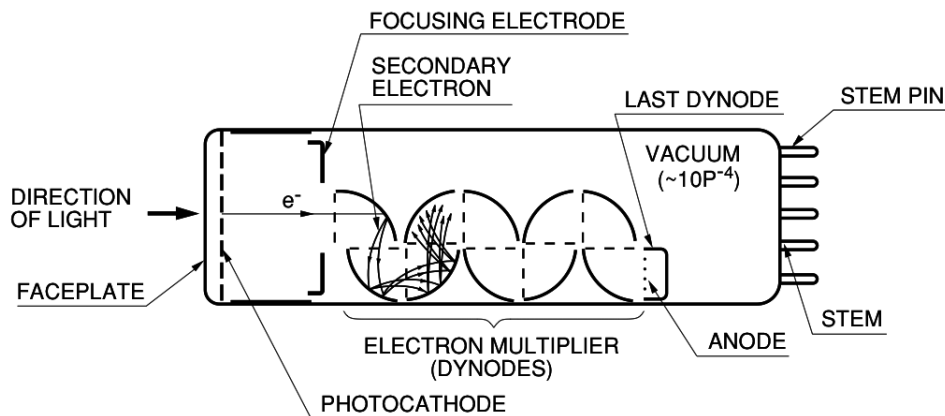 FOCUSING ELECTRODE
SECONDARY
ELECTRON
LAST DYNODE
STEM PIN
VACUUM
(~10P⁻⁴)
DIRECTION
OF LIGHT
e⁻
FACEPLATE
STEM
ANODE
ELECTRON MULTIPLIER
(DYNODES)
PHOTOCATHODE